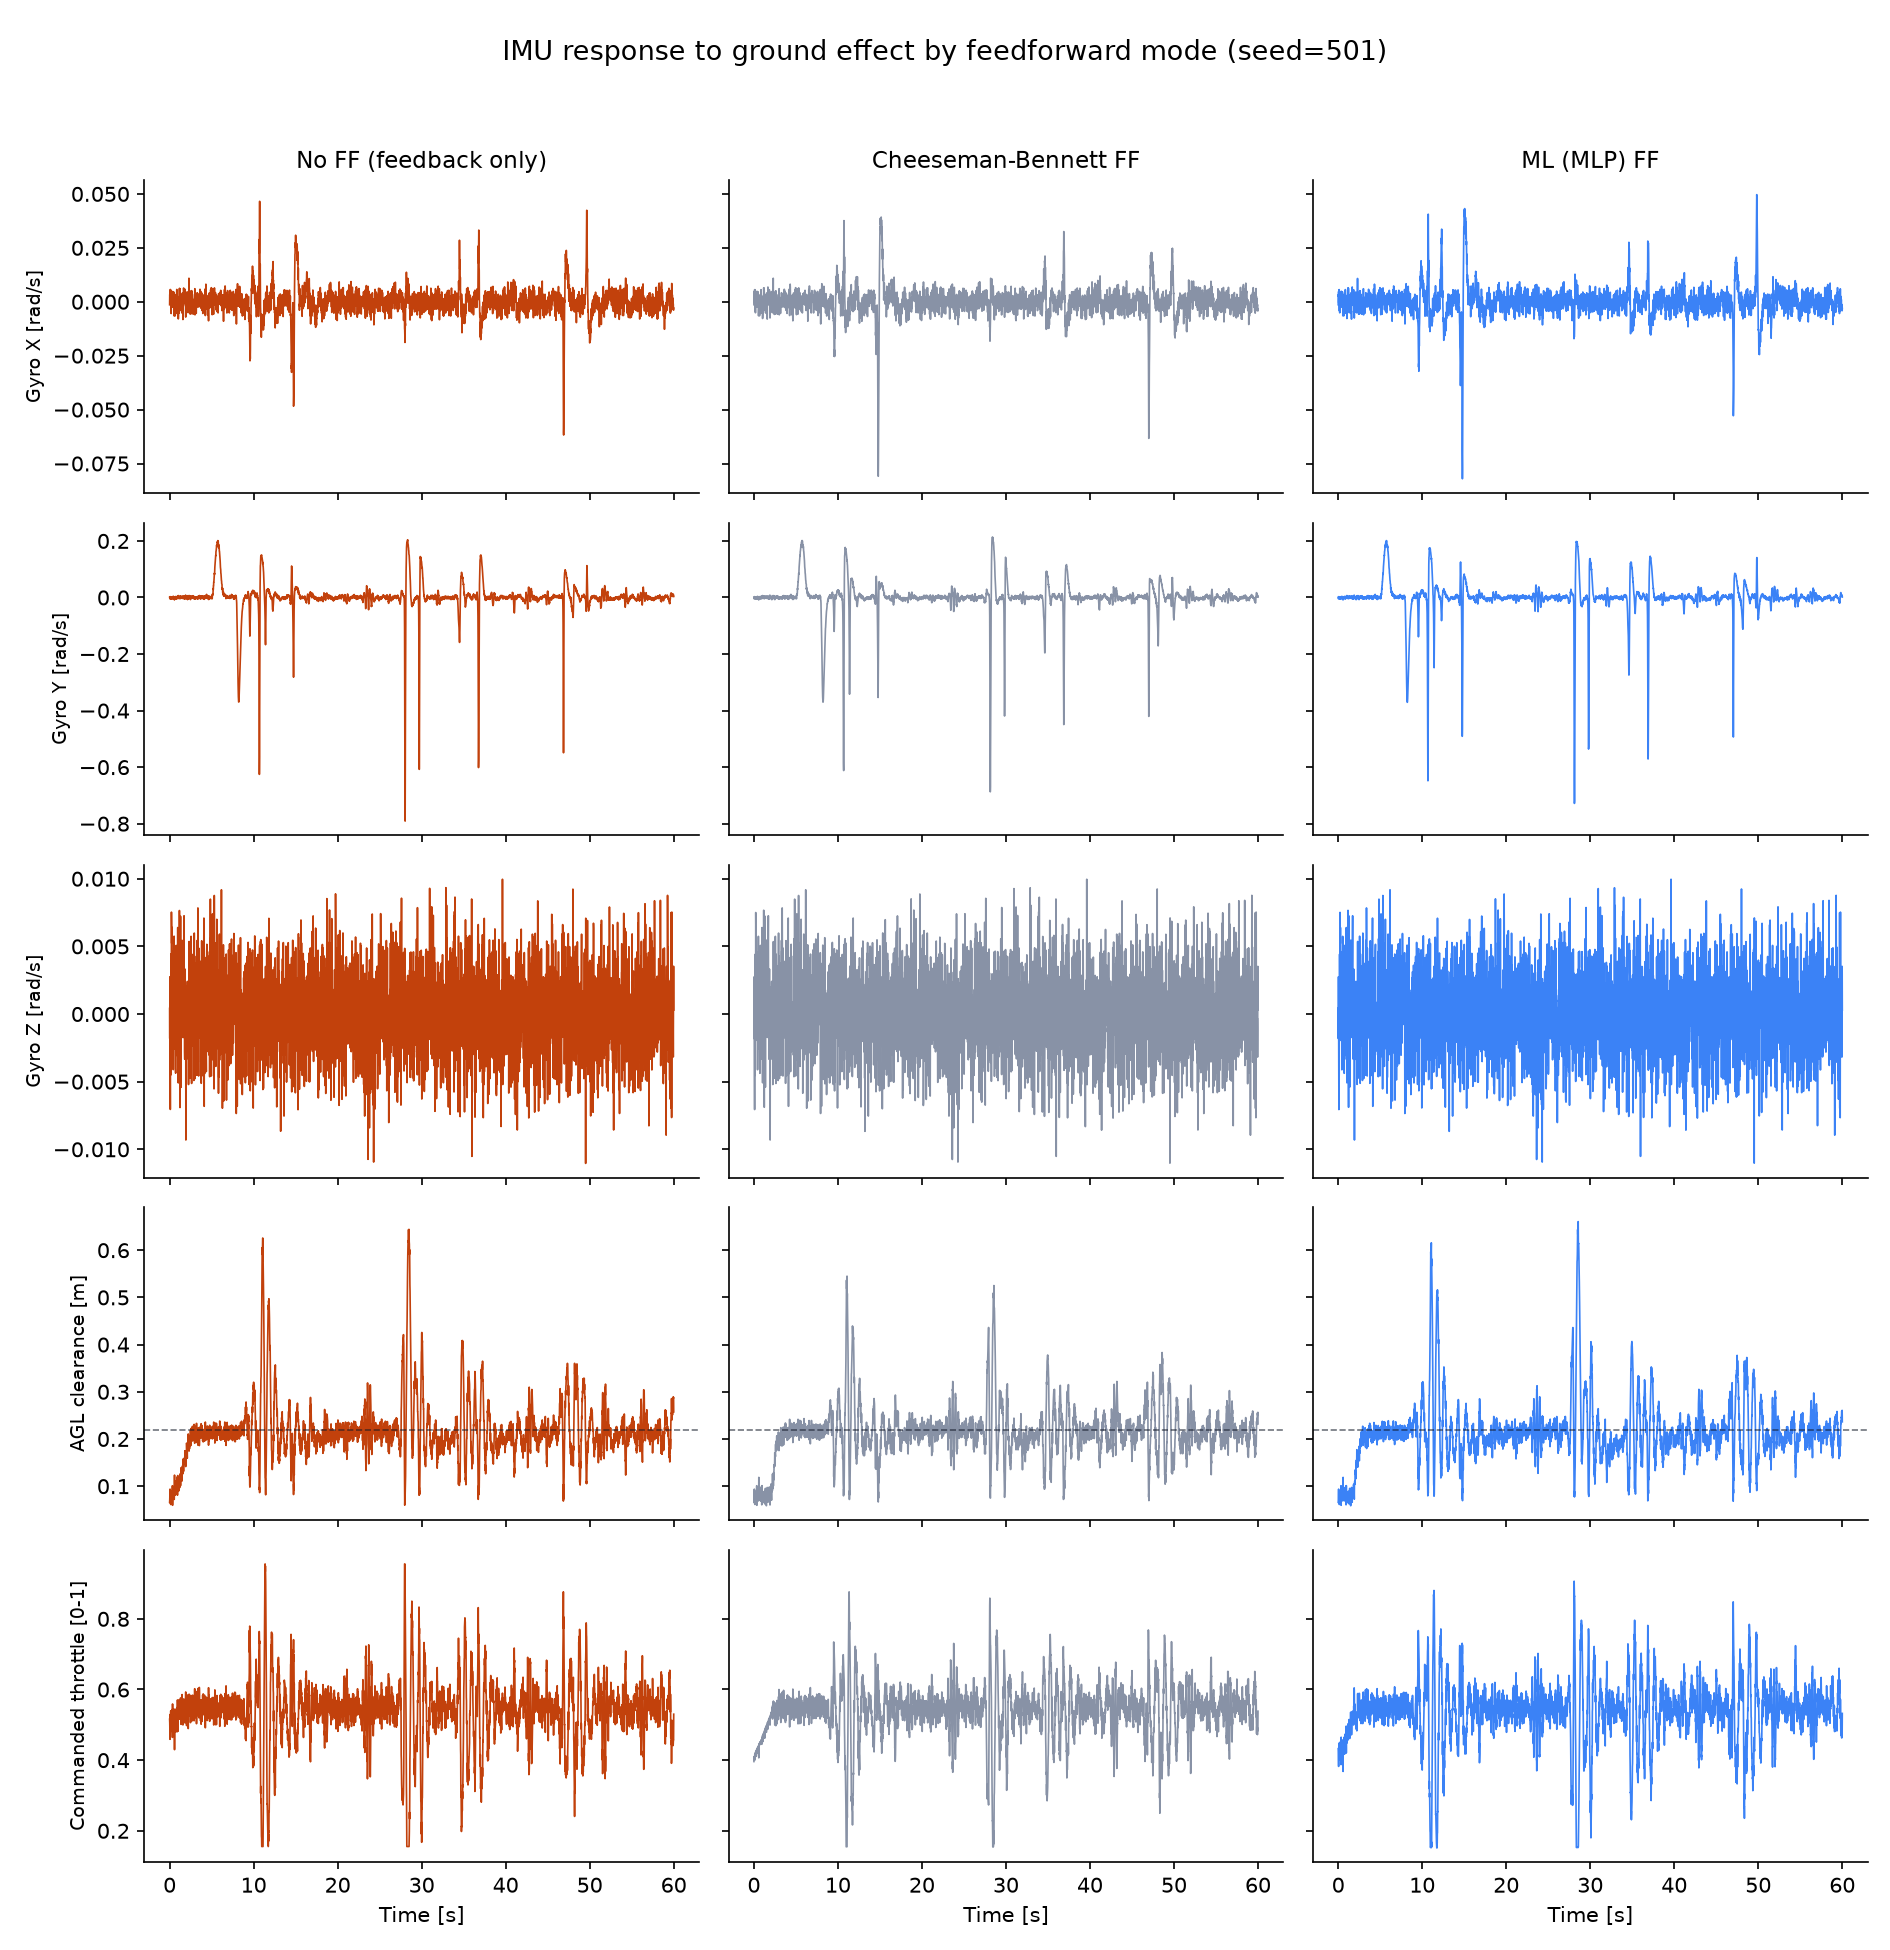 IMU response to ground effect by feedforward mode (seed=501)
No FF (feedback only)
Cheeseman-Bennett FF
ML (MLP) FF
Gyro X [rad/s]
0.050
0.025
0.000
−0.025
−0.050
−0.075
Gyro Y [rad/s]
0.2
0.0
−0.2
−0.4
−0.6
−0.8
Gyro Z [rad/s]
0.010
0.005
0.000
−0.005
−0.010
AGL clearance [m]
0.6
0.5
0.4
0.3
0.2
0.1
Commanded throttle [0-1]
0.8
0.6
0.4
0.2
0 10 20 30 40 50 60
0 10 20 30 40 50 60
0 10 20 30 40 50 60
Time [s]
Time [s]
Time [s]